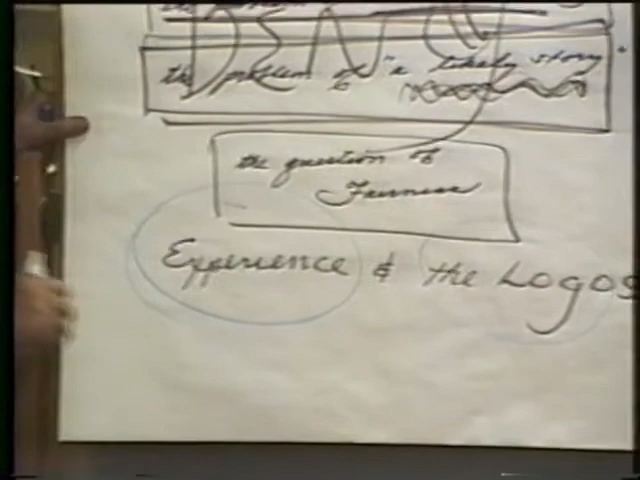 the problem of "a likely story
the question of
Fairness
Experience & the Logos